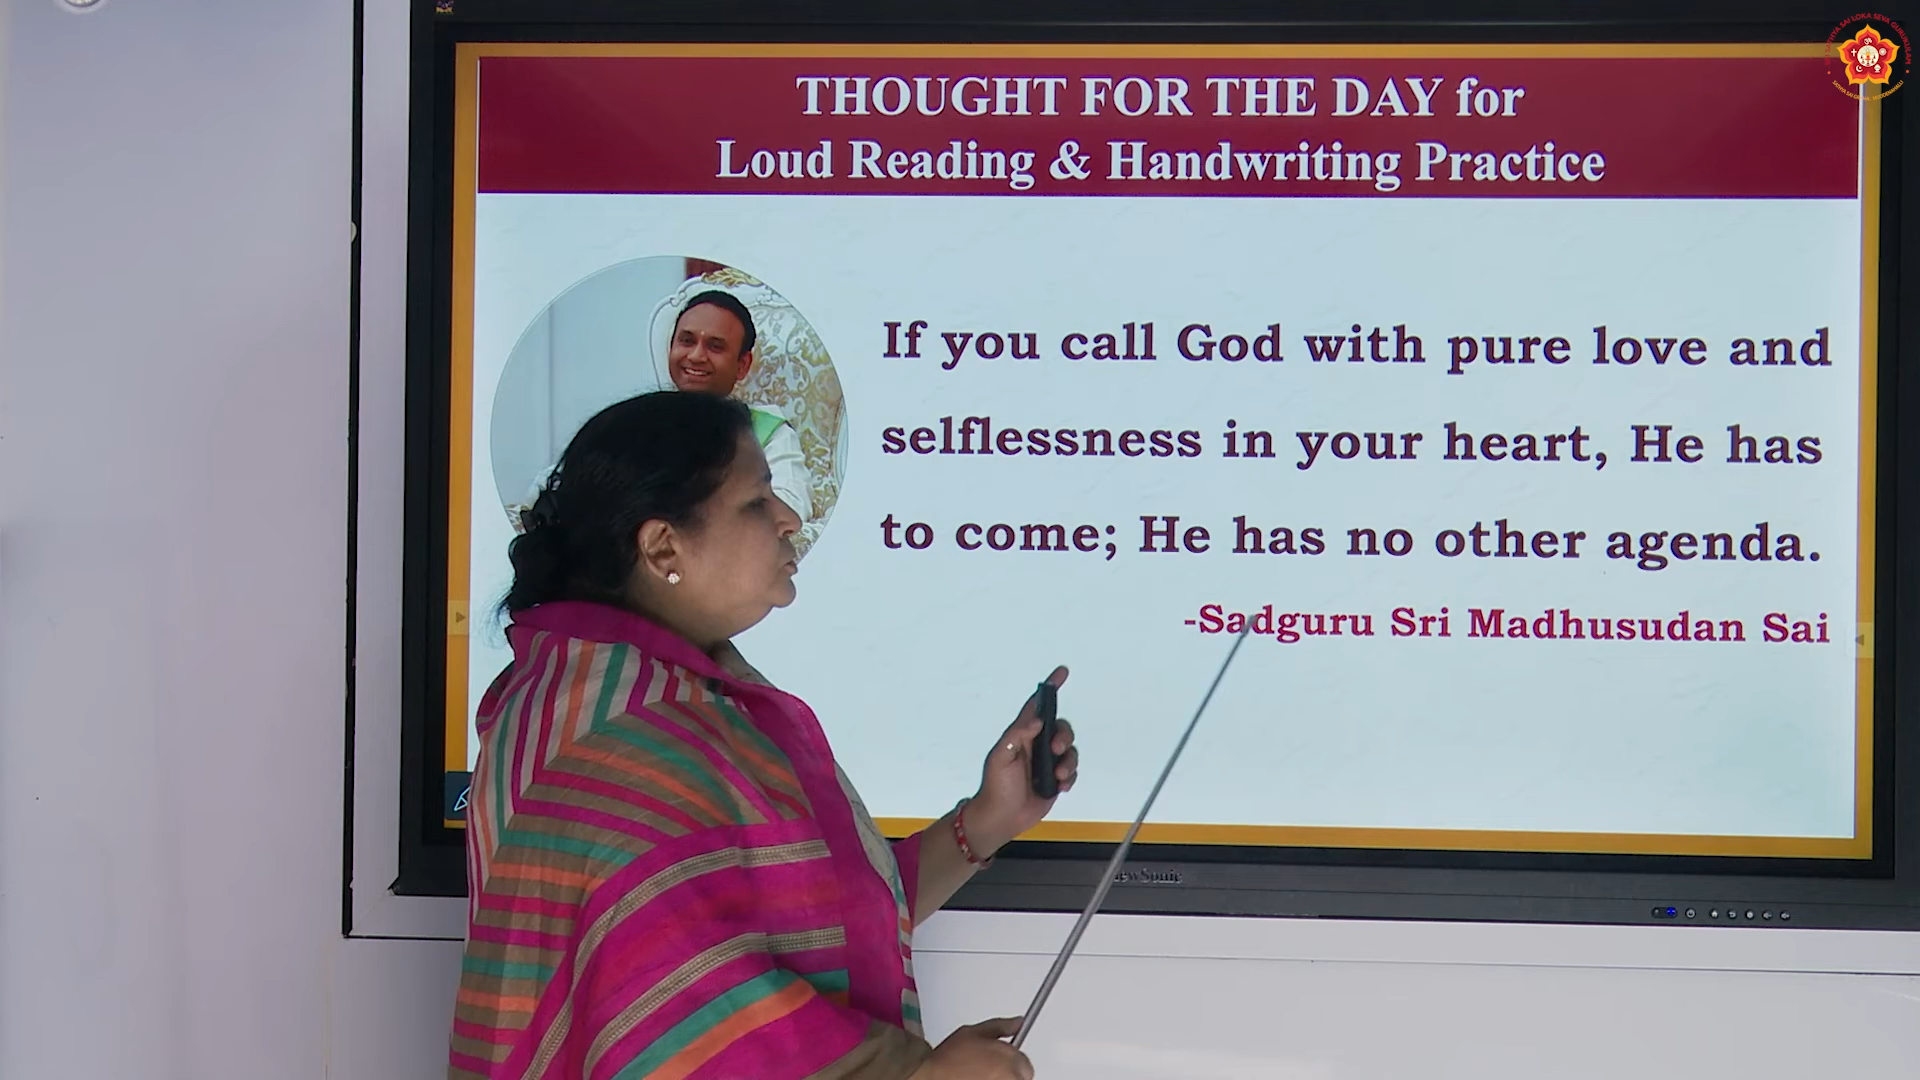 THOUGHT FOR THE DAY for
Loud Reading & Handwriting Practice
If you call God with pure love and
selflessness in your heart, He has
to come; He has no other agenda.
-Sadguru Sri Madhusudan Sai
ViewSonic